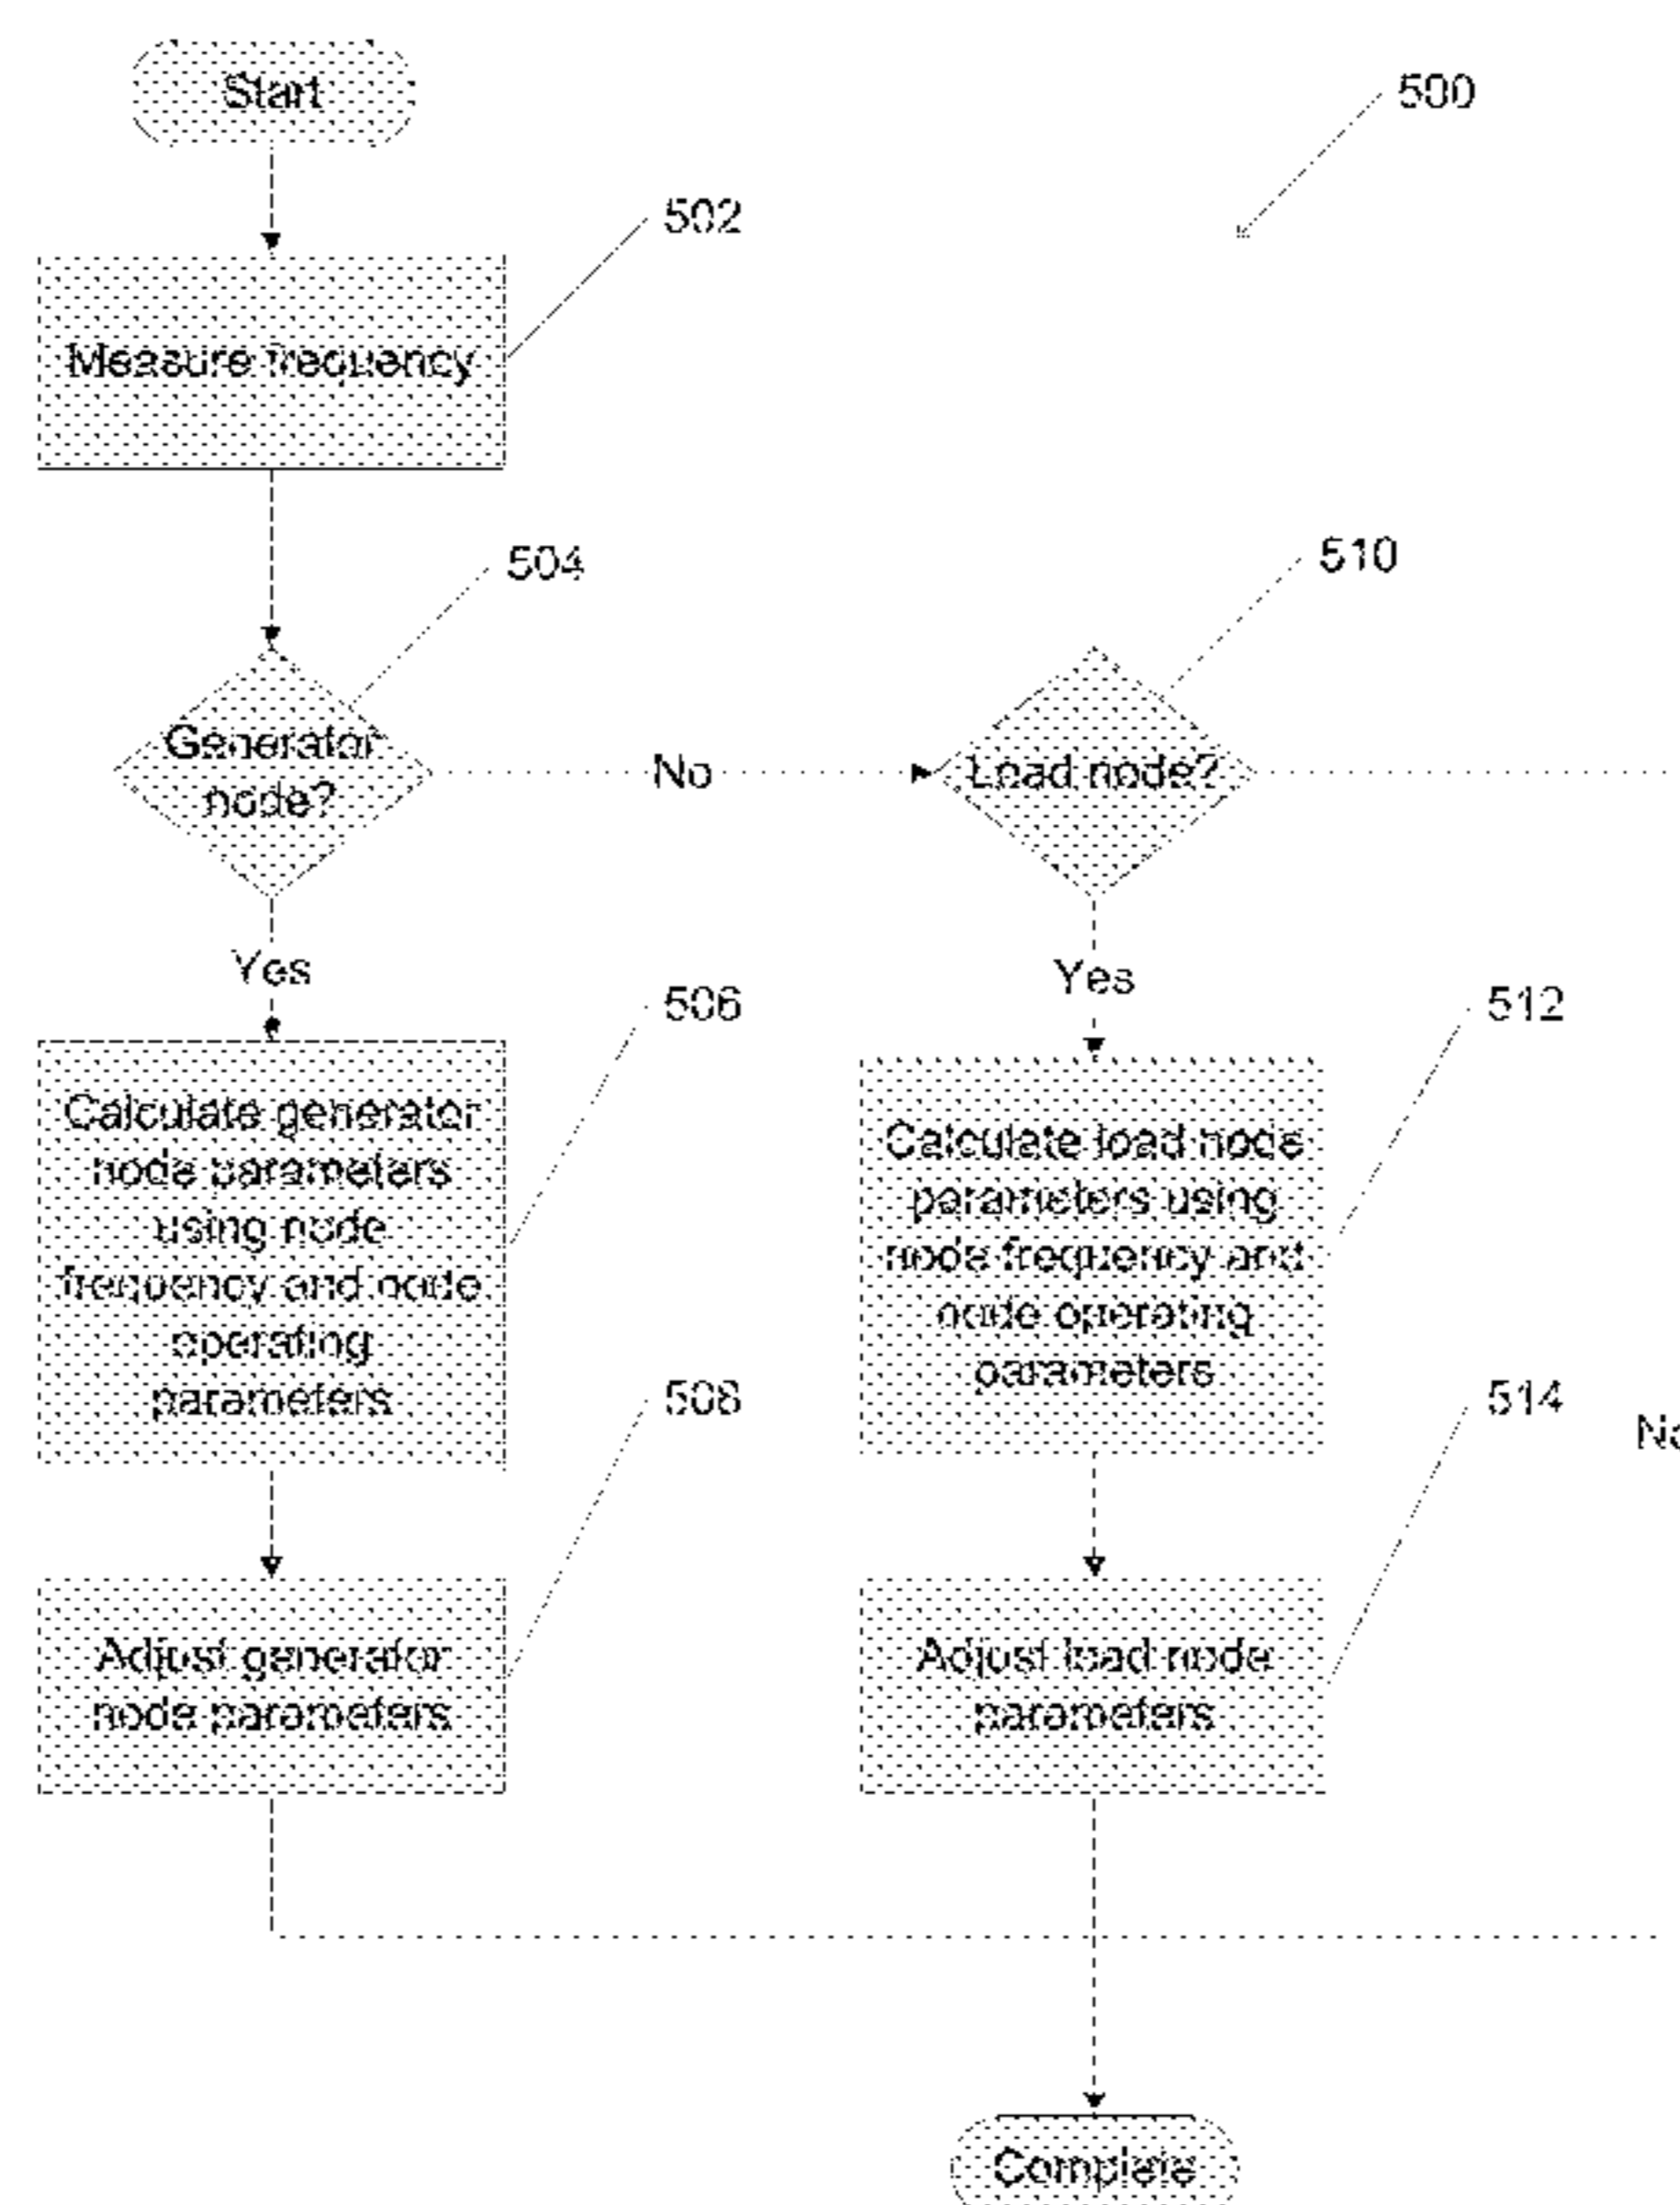 Start
500
502
Measure frequency
504
510
Generator
node?
No
Load node?
Yes
Yes
506
512
Calculate generator
node parameters
using node
frequency and node
operating
parameters
Calculate load node
parameters using
node frequency and
node operating
parameters
508
514
No
Adjust generator
node parameters
Adjust load node
parameters
Complete